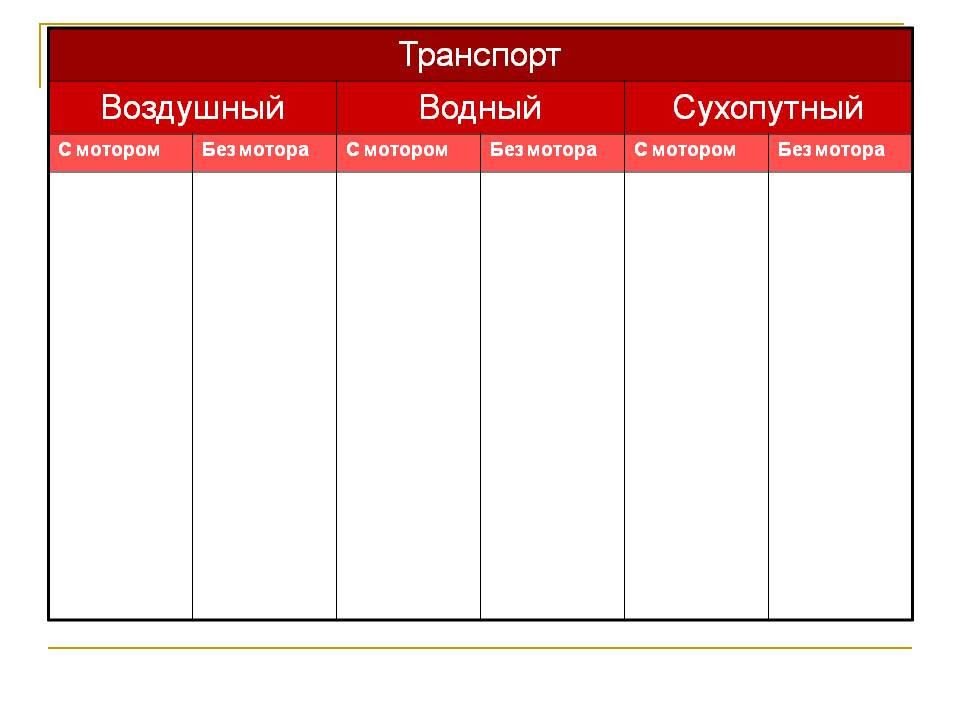 Транспорт
Воздушный Водный Сухопутный
С мотором Без мотора С мотором Без мотора С мотором Без мотора